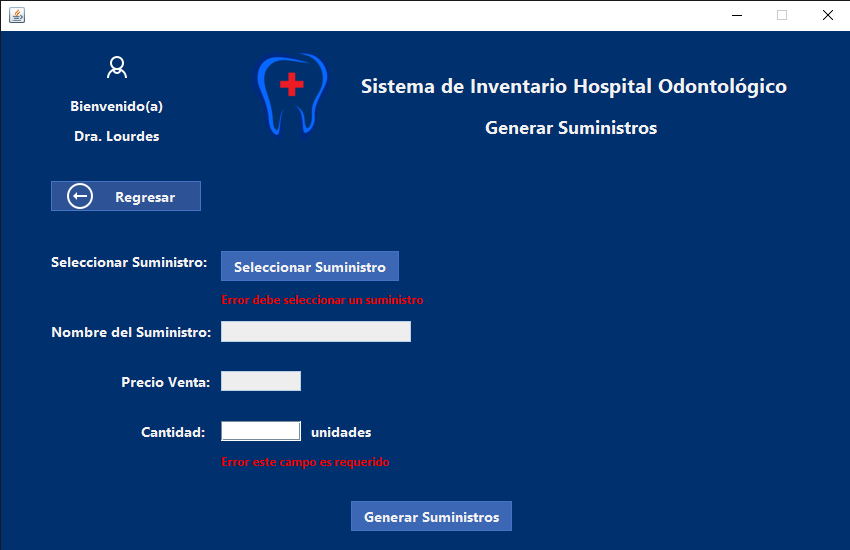 Bienvenido(a)
Dra. Lourdes
Sistema de Inventario Hospital Odontológico
Generar Suministros
Regresar
Seleccionar Suministro:
Seleccionar Suministro
Error debe seleccionar un suministro
Nombre del Suministro:
Precio Venta:
Cantidad:
unidades
Error este campo es requerido
Generar Suministros